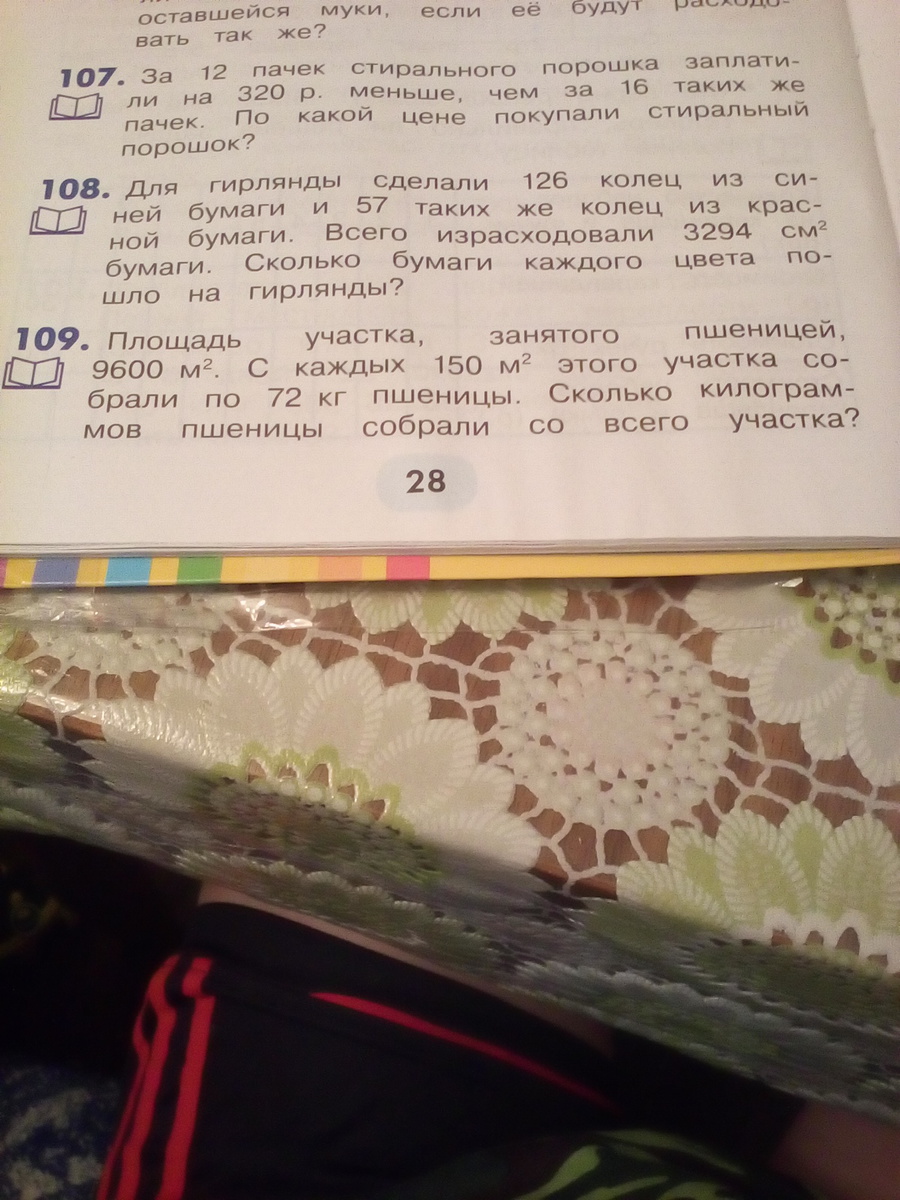 оставшейся муки, если её будут расходо-
вать так же?
107. За 12 пачек стирального порошка заплати-
ли на 320 р. меньше, чем за 16 таких же
пачек. По какой цене покупали стиральный
порошок?
108. Для гирлянды сделали 126 колец из си-
ней бумаги и 57 таких же колец из крас-
ной бумаги. Всего израсходовали 3294 см²
бумаги. Сколько бумаги каждого цвета по-
шло на гирлянды?
109. Площадь участка, занятого пшеницей,
9600 м². С каждых 150 м² этого участка со-
брали по 72 кг пшеницы. Сколько килограм-
мов пшеницы собрали со всего участка?
28